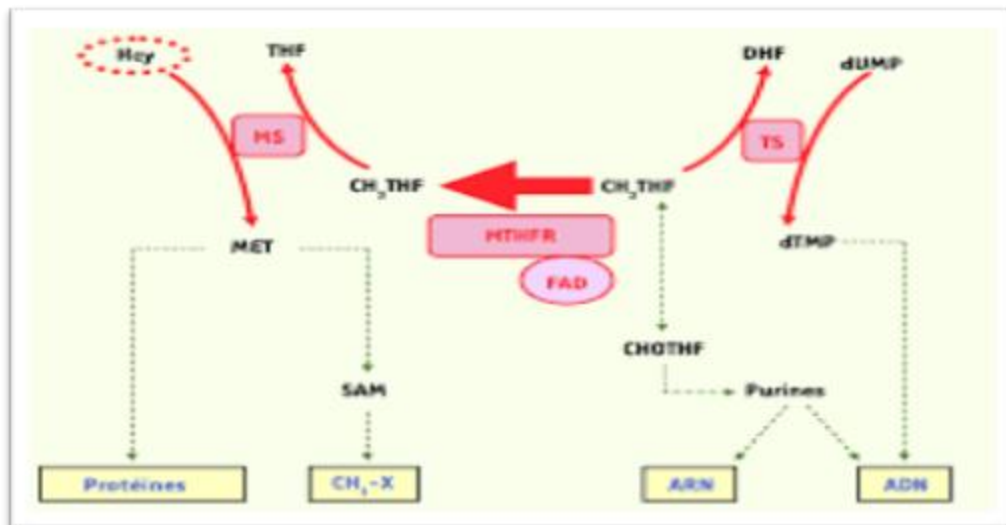 Hcy
THF
DHF
dUMP
MS
TS
CH₃THF
CH₂THF
MTHFR
MET
dTMP
FAD
CHOTHF
SAM
Purines
Protéines
CH₃-X
ARN
ADN